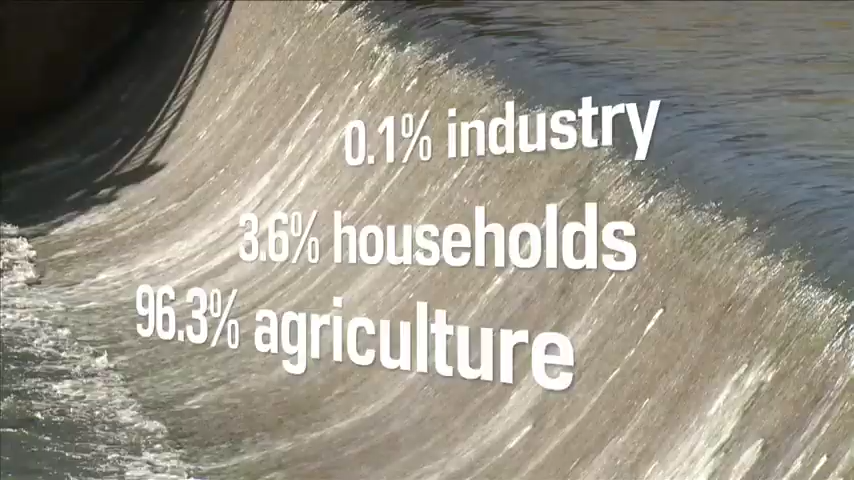 0.1% industry
3.6% households
96.3% agriculture